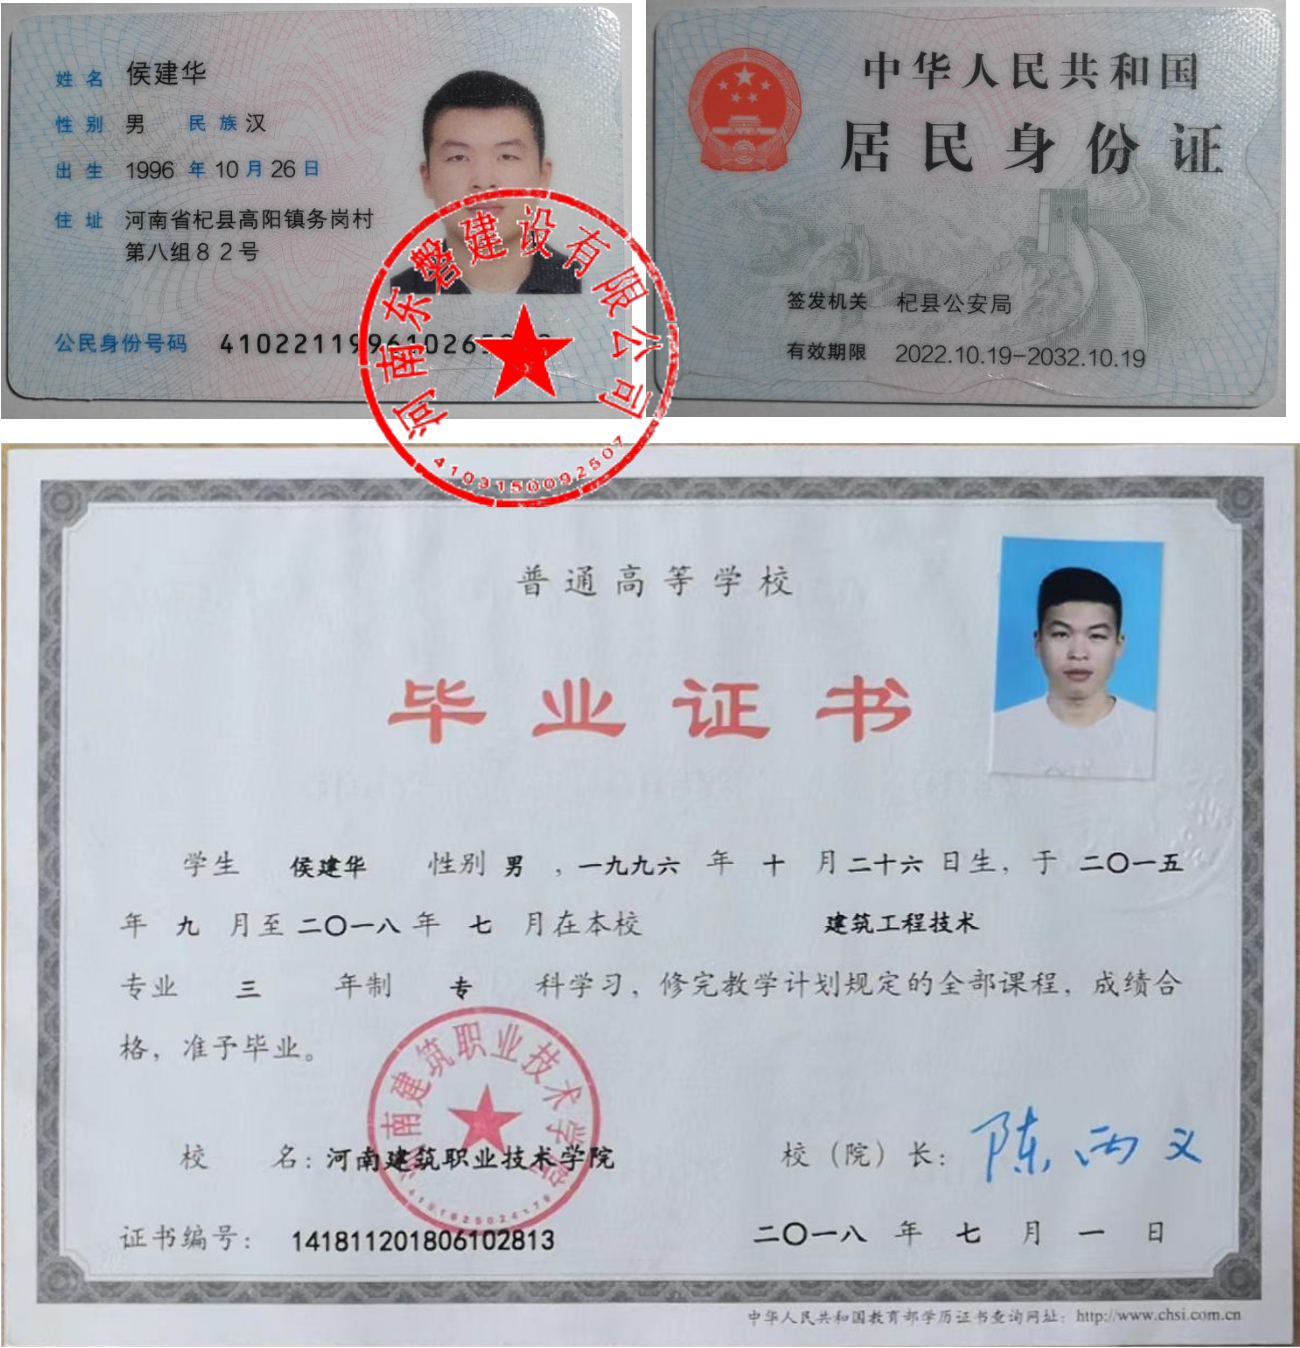 姓名 侯建华
性别 男 民族 汉
出生 1996 年 10 月 26 日
住址 河南省杞县高阳镇务岗村
第八组８２号
公民身份号码 41022119961026
河南东磐建设有限公司
4103150092507
中华人民共和国
居民身份证
签发机关 杞县公安局
有效期限 2022.10.19-2032.10.19
普通高等学校
毕业证书
学生 侯建华 性别 男 ，一九九六 年 十 月 二十六 日生，于 二〇一五
年 九 月至 二〇一八 年 七 月在本校 建筑工程技术
专业 三 年制 专 科学习，修完教学计划规定的全部课程，成绩合
格，准予毕业。
南建筑职业技术学院
校 名：河南建筑职业技术学院 校（院）长：陈西义
证书编号： 141811201806102813 二〇一八 年 七 月 一 日
中华人民共和国教育部学历证书查询网址：http://www.chsi.com.cn